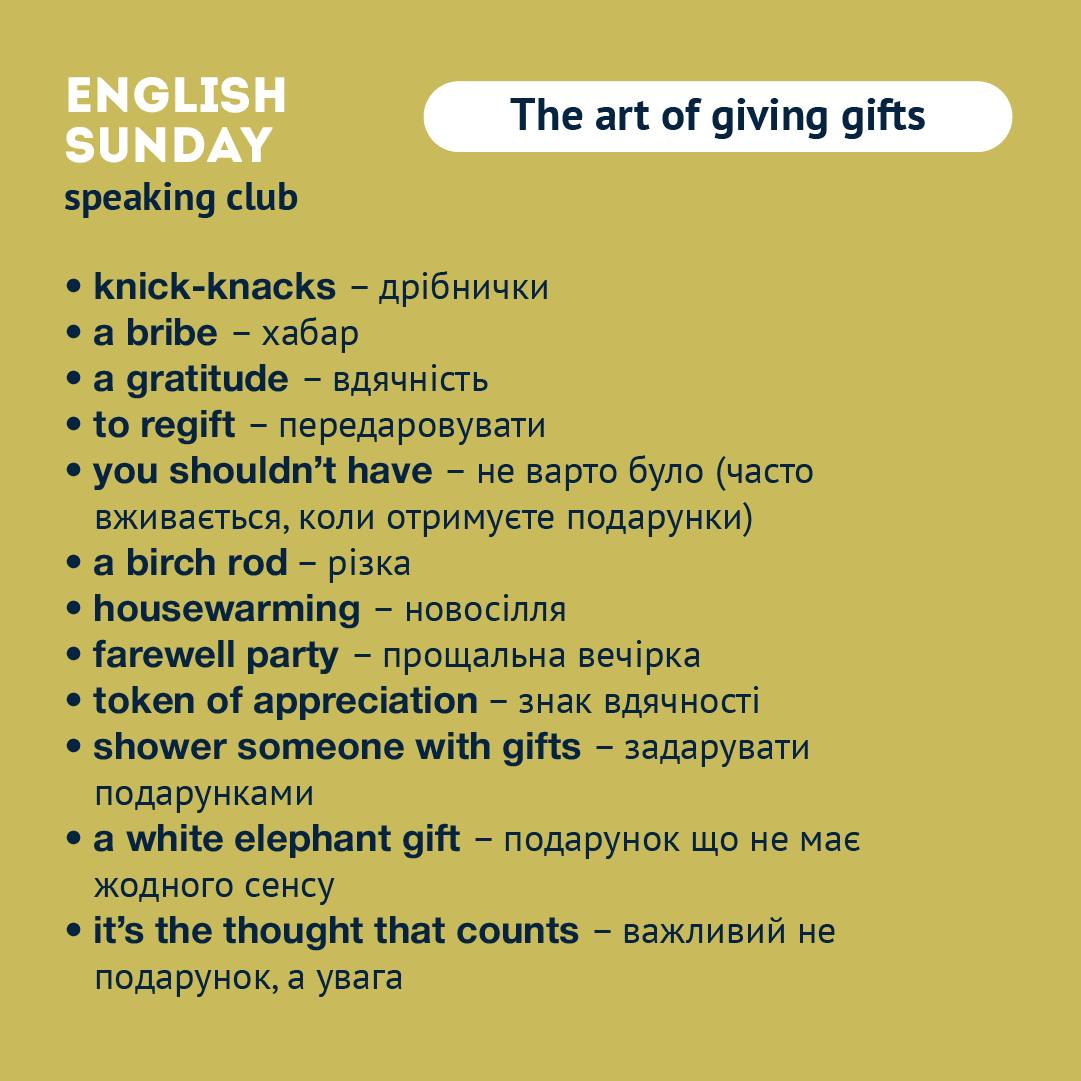 ENGLISH
SUNDAY
speaking club
The art of giving gifts
• knick-knacks – дрібнички
• a bribe – хабар
• a gratitude – вдячність
• to regift – передаровувати
• you shouldn’t have – не варто було (часто
вживається, коли отримуєте подарунки)
• a birch rod – різка
• housewarming – новосілля
• farewell party – прощальна вечірка
• token of appreciation – знак вдячності
• shower someone with gifts – задарувати
подарунками
• a white elephant gift – подарунок що не має
жодного сенсу
• it’s the thought that counts – важливий не
подарунок, а увага